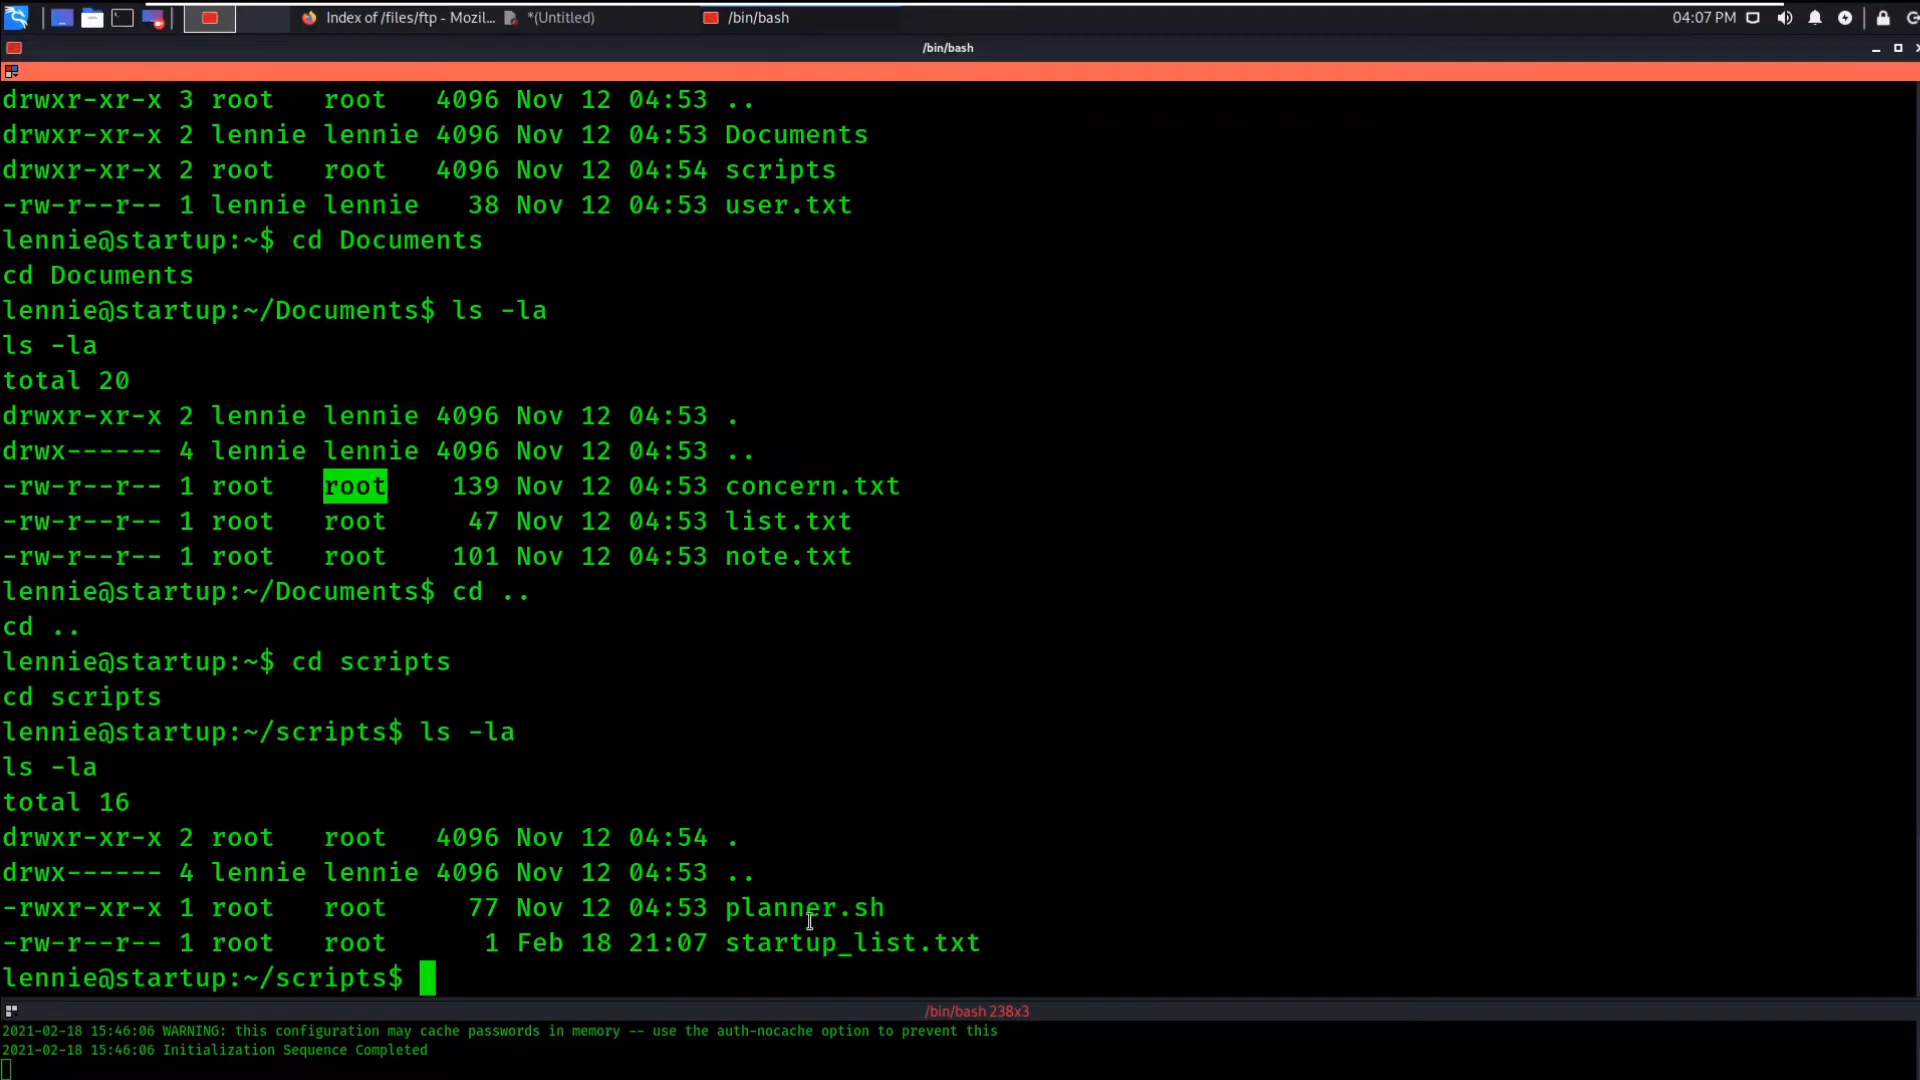 Index of /files/ftp - Mozil... *(Untitled) /bin/bash 04:07 PM
/bin/bash
drwxr-xr-x 3 root   root   4096 Nov 12 04:53 ..
drwxr-xr-x 2 lennie lennie 4096 Nov 12 04:53 Documents
drwxr-xr-x 2 root   root   4096 Nov 12 04:54 scripts
-rw-r--r-- 1 lennie lennie   38 Nov 12 04:53 user.txt
lennie@startup:~$ cd Documents
cd Documents
lennie@startup:~/Documents$ ls -la
ls -la
total 20
drwxr-xr-x 2 lennie lennie 4096 Nov 12 04:53 .
drwx------ 4 lennie lennie 4096 Nov 12 04:53 ..
-rw-r--r-- 1 root   root    139 Nov 12 04:53 concern.txt
-rw-r--r-- 1 root   root     47 Nov 12 04:53 list.txt
-rw-r--r-- 1 root   root    101 Nov 12 04:53 note.txt
lennie@startup:~/Documents$ cd ..
cd ..
lennie@startup:~$ cd scripts
cd scripts
lennie@startup:~/scripts$ ls -la
ls -la
total 16
drwxr-xr-x 2 root   root   4096 Nov 12 04:54 .
drwx------ 4 lennie lennie 4096 Nov 12 04:53 ..
-rwxr-xr-x 1 root   root     77 Nov 12 04:53 planner.sh
-rw-r--r-- 1 root   root      1 Feb 18 21:07 startup_list.txt
lennie@startup:~/scripts$
/bin/bash 238x3
2021-02-18 15:46:06 WARNING: this configuration may cache passwords in memory -- use the auth-nocache option to prevent this
2021-02-18 15:46:06 Initialization Sequence Completed